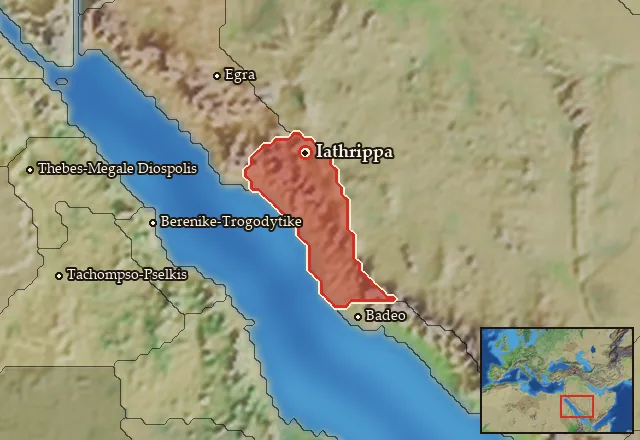 Egra
Iathrippa
Thebes-Megale Diospolis
Berenike-Trogodytike
Tachompso-Pselkis
Badeo